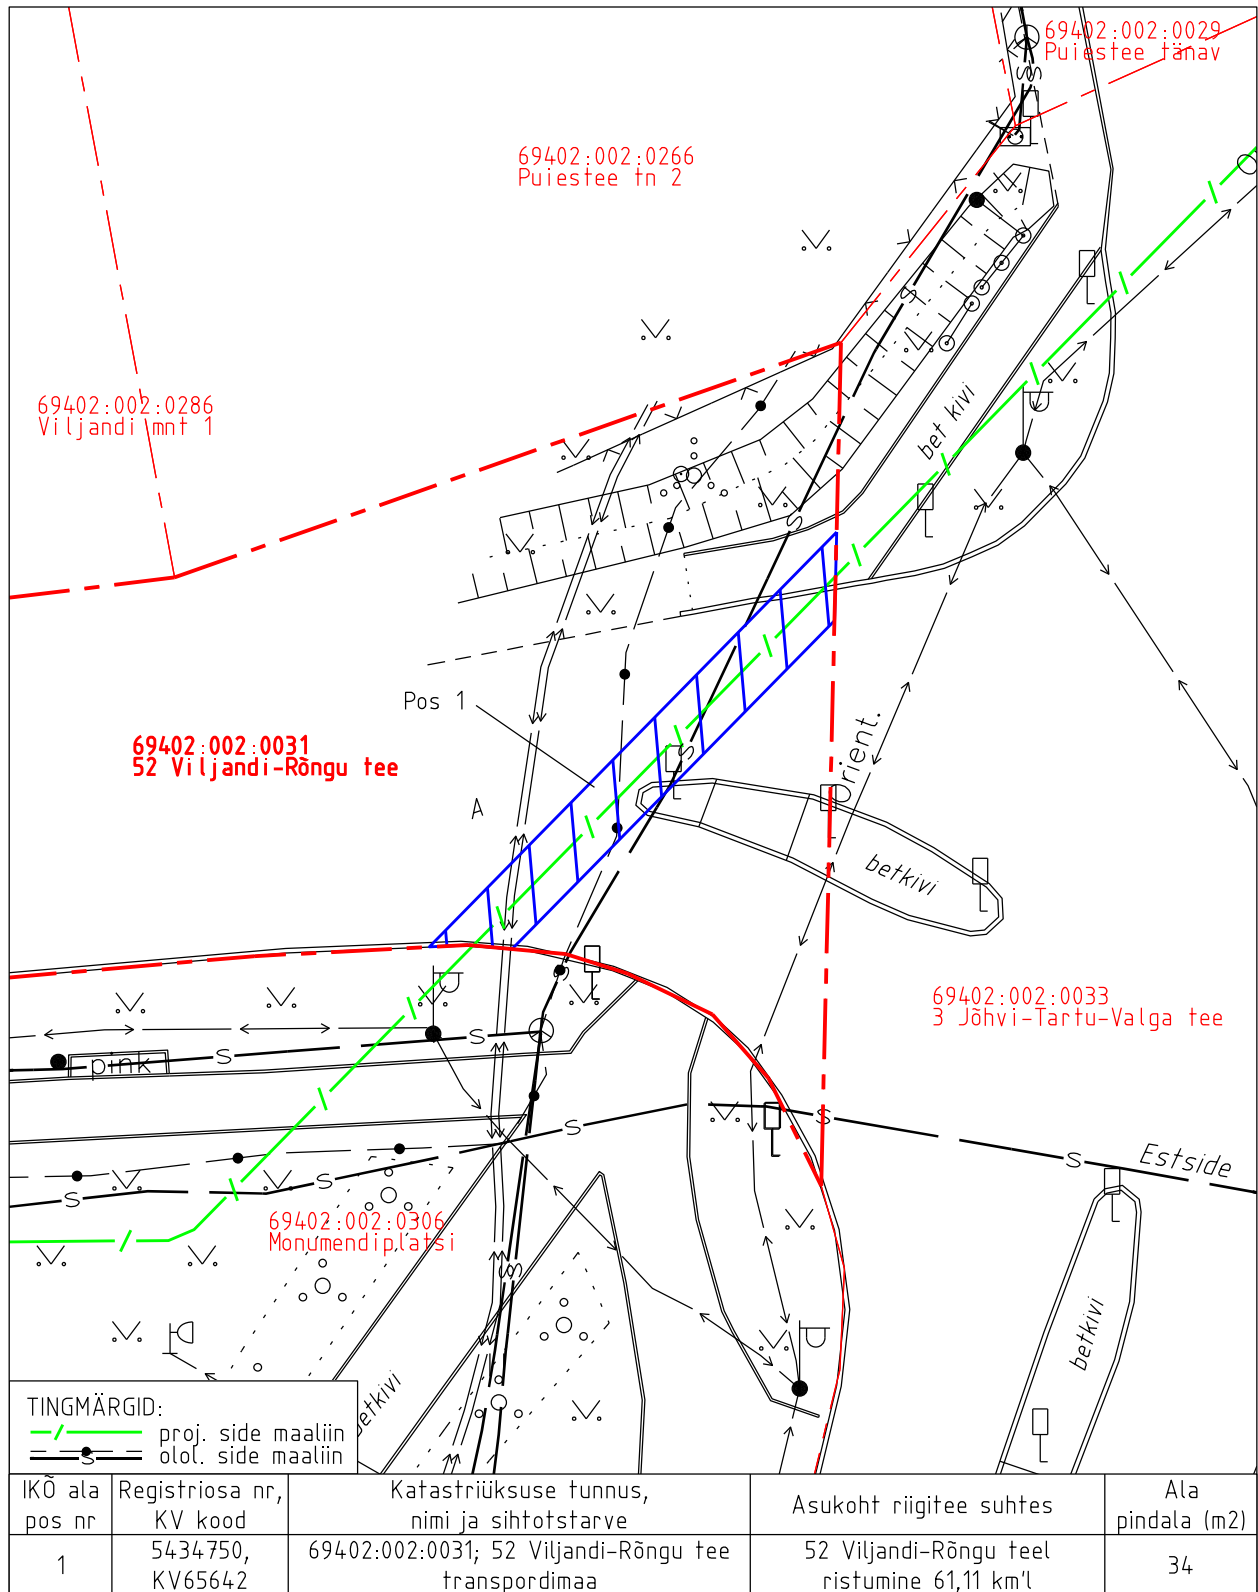 69402:002:0029
Puiestee tänav
69402:002:0266
Puiestee tn 2
69402:002:0286
Viljandi mnt 1
bet kivi
Pos 1
69402:002:0031
52 Viljandi-Rõngu tee
A
Orient.
betkivi
69402:002:0033
3 Jõhvi-Tartu-Valga tee
pink
S
S
S
S
S
S
S
S
S
S
S
S
S
Estside
69402:002:0306
Monumendiplatsi
betkivi
betkivi
TINGMÄRGID:
proj. side maaliin
S olol. side maaliin
IKÕ ala pos nr
Registriosa nr, KV kood
Katastriüksuse tunnus, nimi ja sihtotstarve
Asukoht riigitee suhtes
Ala pindala (m2)
1
5434750, KV65642
69402:002:0031; 52 Viljandi-Rõngu tee transpordimaa
52 Viljandi-Rõngu teel ristumine 61,11 km'l
34